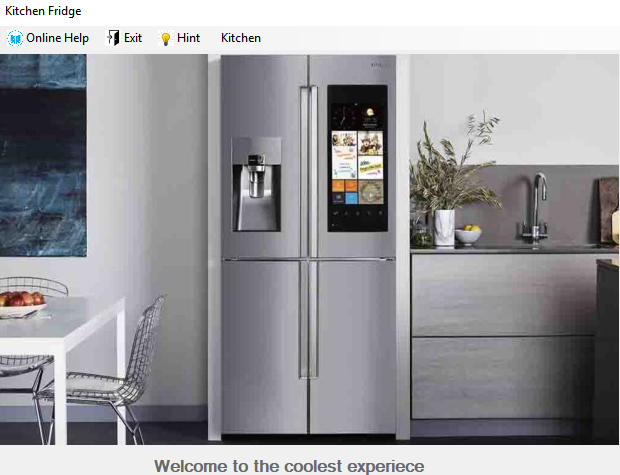 Kitchen Fridge
Online Help Exit Hint Kitchen
Welcome to the coolest experiece